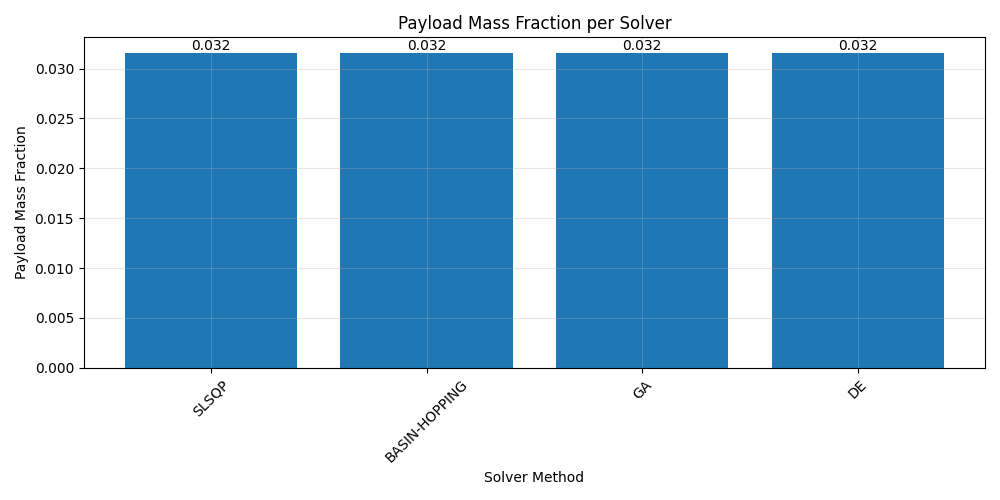 Payload Mass Fraction per Solver
0.032 0.032 0.032 0.032
0.030
0.025
0.020
0.015
0.010
0.005
0.000
Payload Mass Fraction
SLSQP BASIN-HOPPING GA DE
Solver Method